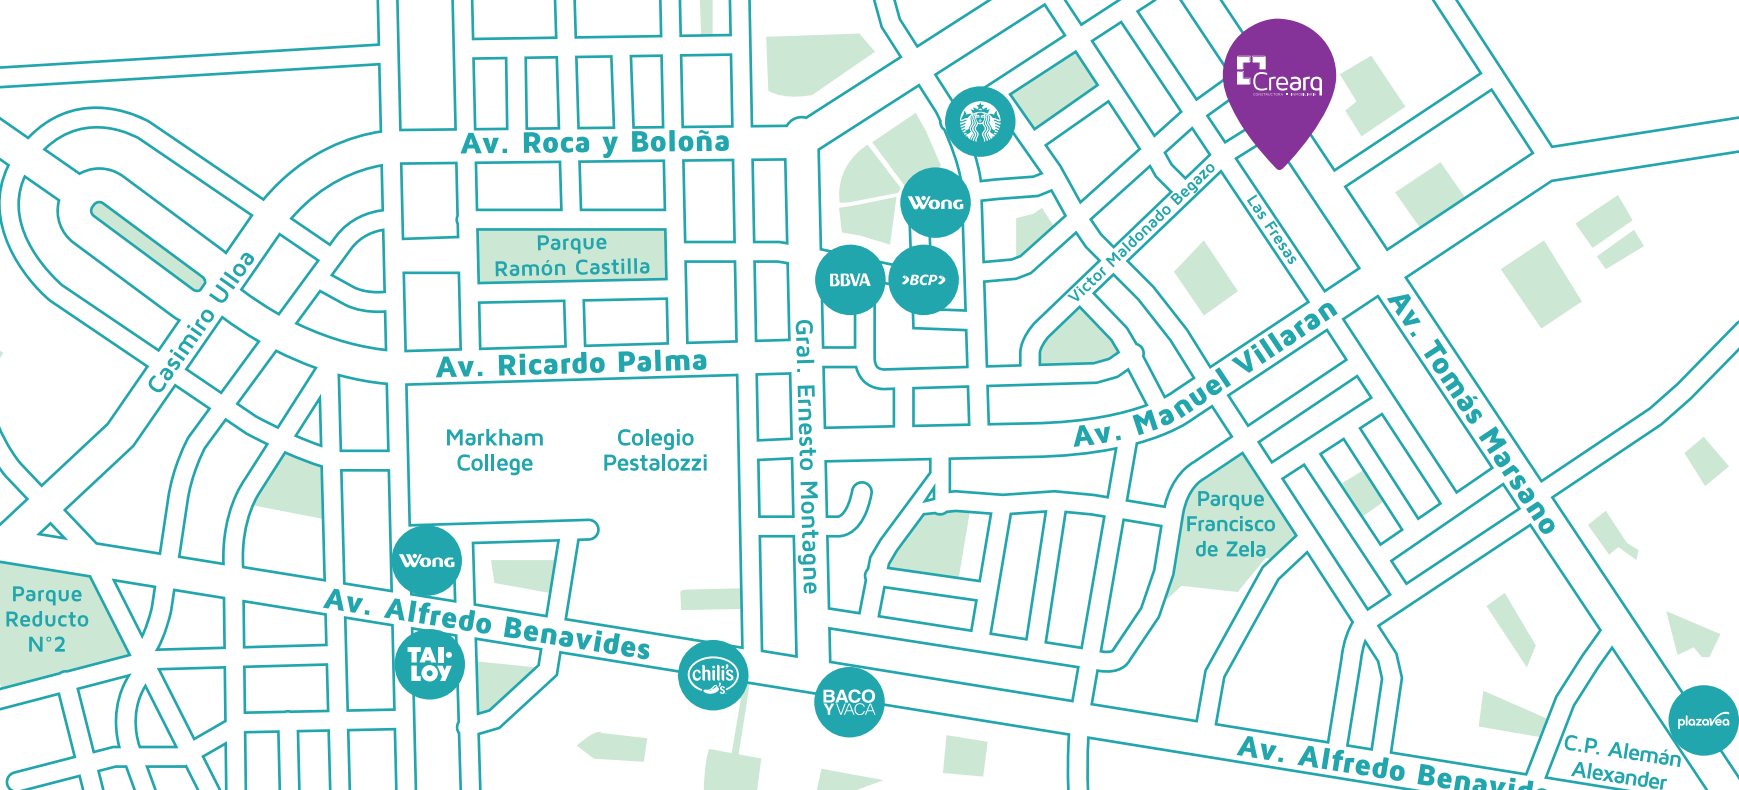 Crearq
Av. Roca y Boloña
Victor Maldonado Begazo
Las Fresas
Wong
Parque
Ramón Castilla
BBVA
›BCP›
Casimiro Ulloa
Av. Ricardo Palma
Gral. Ernesto Montagne
Av. Manuel Villaran
Av. Tomás Marsano
Markham
College
Colegio
Pestalozzi
Parque
Francisco
de Zela
Wong
Parque
Reducto
N°2
Av. Alfredo Benavides
TAI
LOY
chili's
BACO
Y VACA
plazavea
Av. Alfredo Benavide
C.P. Alemán
Alexander